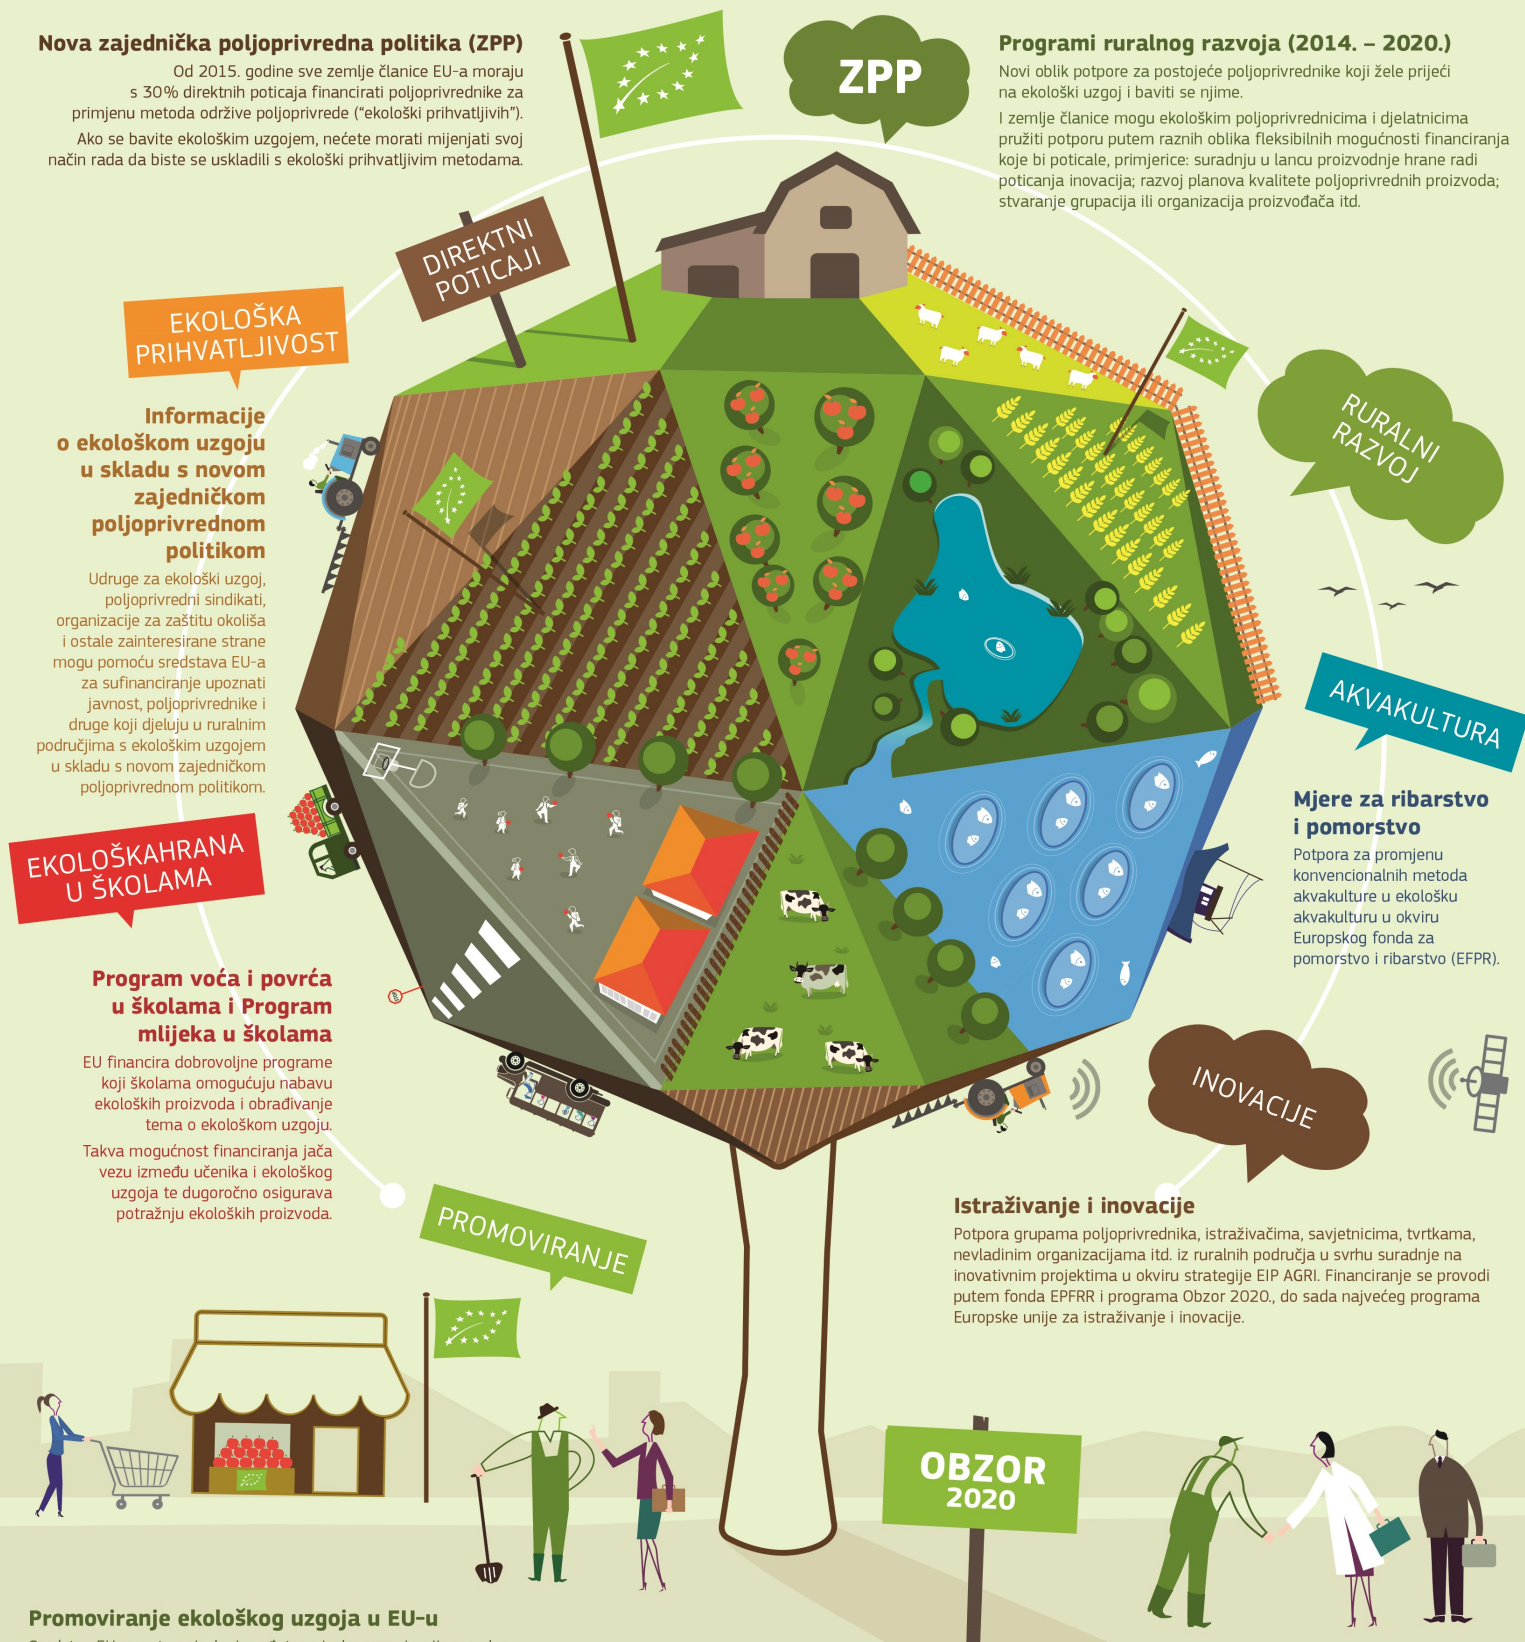 Nova zajednička poljoprivredna politika (ZPP)
Od 2015. godine sve zemlje članice EU-a moraju
s 30% direktnih poticaja financirati poljoprivrednike za
primjenu metoda održive poljoprivrede (“ekološki prihvatljivih”).
Ako se bavite ekološkim uzgojem, nećete morati mijenjati svoj
način rada da biste se uskladili s ekološki prihvatljivim metodama.
ZPP
Programi ruralnog razvoja (2014. – 2020.)
Novi oblik potpore za postojeće poljoprivrednike koji žele prijeći
na ekološki uzgoj i baviti se njime.
I zemlje članice mogu ekološkim poljoprivrednicima i djelatnicima
pružiti potporu putem raznih oblika fleksibilnih mogućnosti financiranja
koje bi poticale, primjerice: suradnju u lancu proizvodnje hrane radi
poticanja inovacija; razvoj planova kvalitete poljoprivrednih proizvoda;
stvaranje grupacija ili organizacija proizvođača itd.
DIREKTNI
POTICAJI
EKOLOŠKA
PRIHVATLJIVOST
Informacije
o ekološkom uzgoju
u skladu s novom
zajedničkom
poljoprivrednom
politikom
Udruge za ekološki uzgoj,
poljoprivredni sindikati,
organizacije za zaštitu okoliša
i ostale zainteresirane strane
mogu pomoću sredstava EU-a
za sufinanciranje upoznati
javnost, poljoprivrednike i
druge koji djeluju u ruralnim
područjima s ekološkim uzgojem
u skladu s novom zajedničkom
poljoprivrednom politikom.
RURALNI
RAZVOJ
AKVAKULTURA
Mjere za ribarstvo
i pomorstvo
Potpora za promjenu
konvencionalnih metoda
akvakulture u ekološku
akvakulturu u okviru
Europskog fonda za
pomorstvo i ribarstvo (EFPR).
EKOLOŠKAHRANA
U ŠKOLAMA
Program voća i povrća
u školama i Program
mlijeka u školama
EU financira dobrovoljne programe
koji školama omogućuju nabavu
ekoloških proizvoda i obrađivanje
tema o ekološkom uzgoju.
Takva mogućnost financiranja jača
vezu između učenika i ekološkog
uzgoja te dugoročno osigurava
potražnju ekoloških proizvoda.
INOVACIJE
Istraživanje i inovacije
Potpora grupama poljoprivrednika, istraživačima, savjetnicima, tvrtkama,
nevladinim organizacijama itd. iz ruralnih područja u svrhu suradnje na
inovativnim projektima u okviru strategije EIP AGRI. Financiranje se provodi
putem fonda EPFRR i programa Obzor 2020., do sada najvećeg programa
Europske unije za istraživanje i inovacije.
PROMOVIRANJE
OBZOR
2020
Promoviranje ekološkog uzgoja u EU-u